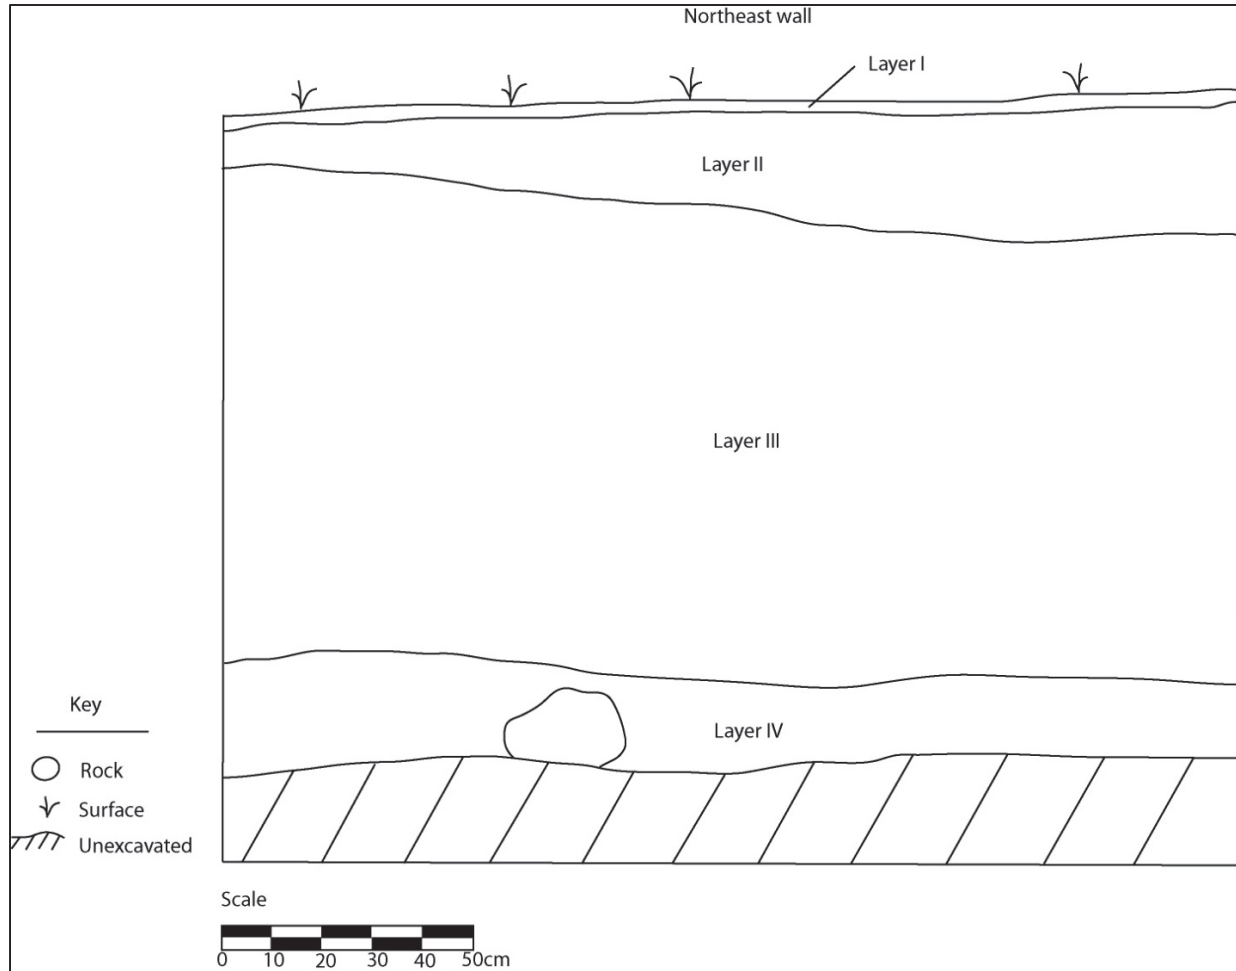 Northeast wall
Layer I
Layer II
Layer III
Layer IV
Key
Rock
Surface
Unexcavated
Scale
0 10 20 30 40 50cm